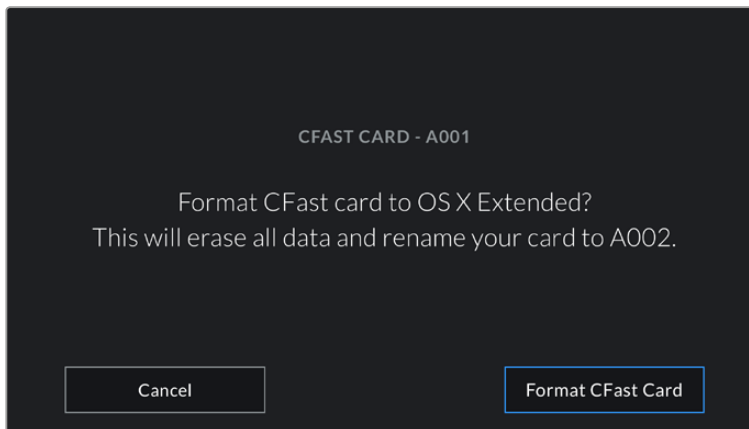 CFAST CARD - A001
Format CFast card to OS X Extended?
This will erase all data and rename your card to A002.
Cancel
Format CFast Card